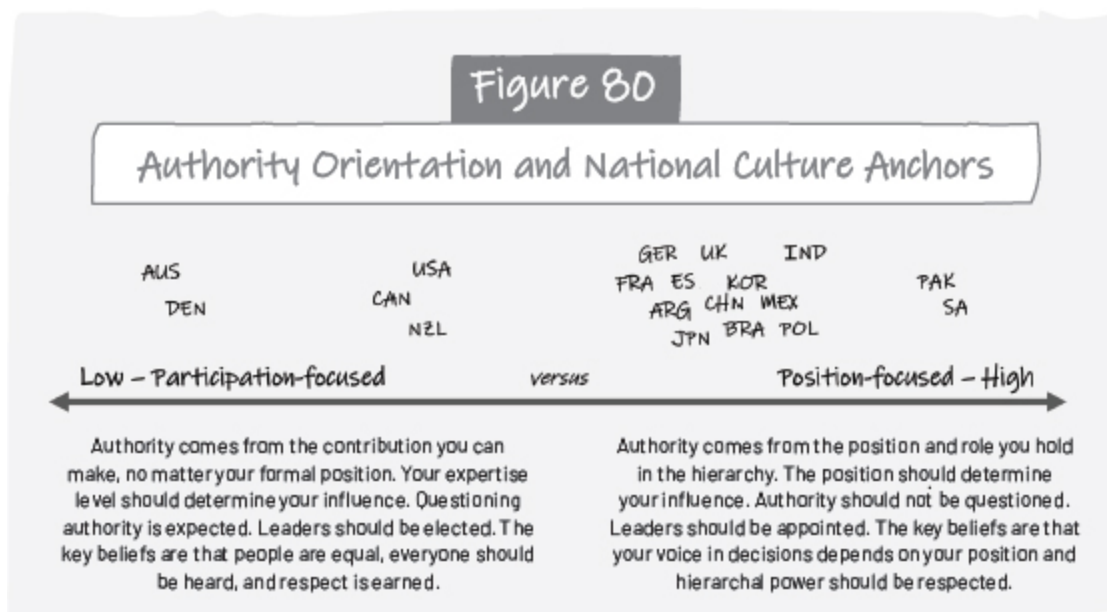 Figure 80
Authority Orientation and National Culture Anchors
GER UK IND
AUS USA
FRA ES KOR PAK
CAN
DEN ARG CHN MEX SA
NZL JPN BRA POL
Low – Participation-focused versus Position-focused – High
Authority comes from the contribution you can
make, no matter your formal position. Your expertise
level should determine your influence. Questioning
authority is expected. Leaders should be elected. The
key beliefs are that people are equal, everyone should
be heard, and respect is earned.
Authority comes from the position and role you hold
in the hierarchy. The position should determine
your influence. Authority should not be questioned.
Leaders should be appointed. The key beliefs are that
your voice in decisions depends on your position and
hierarchal power should be respected.